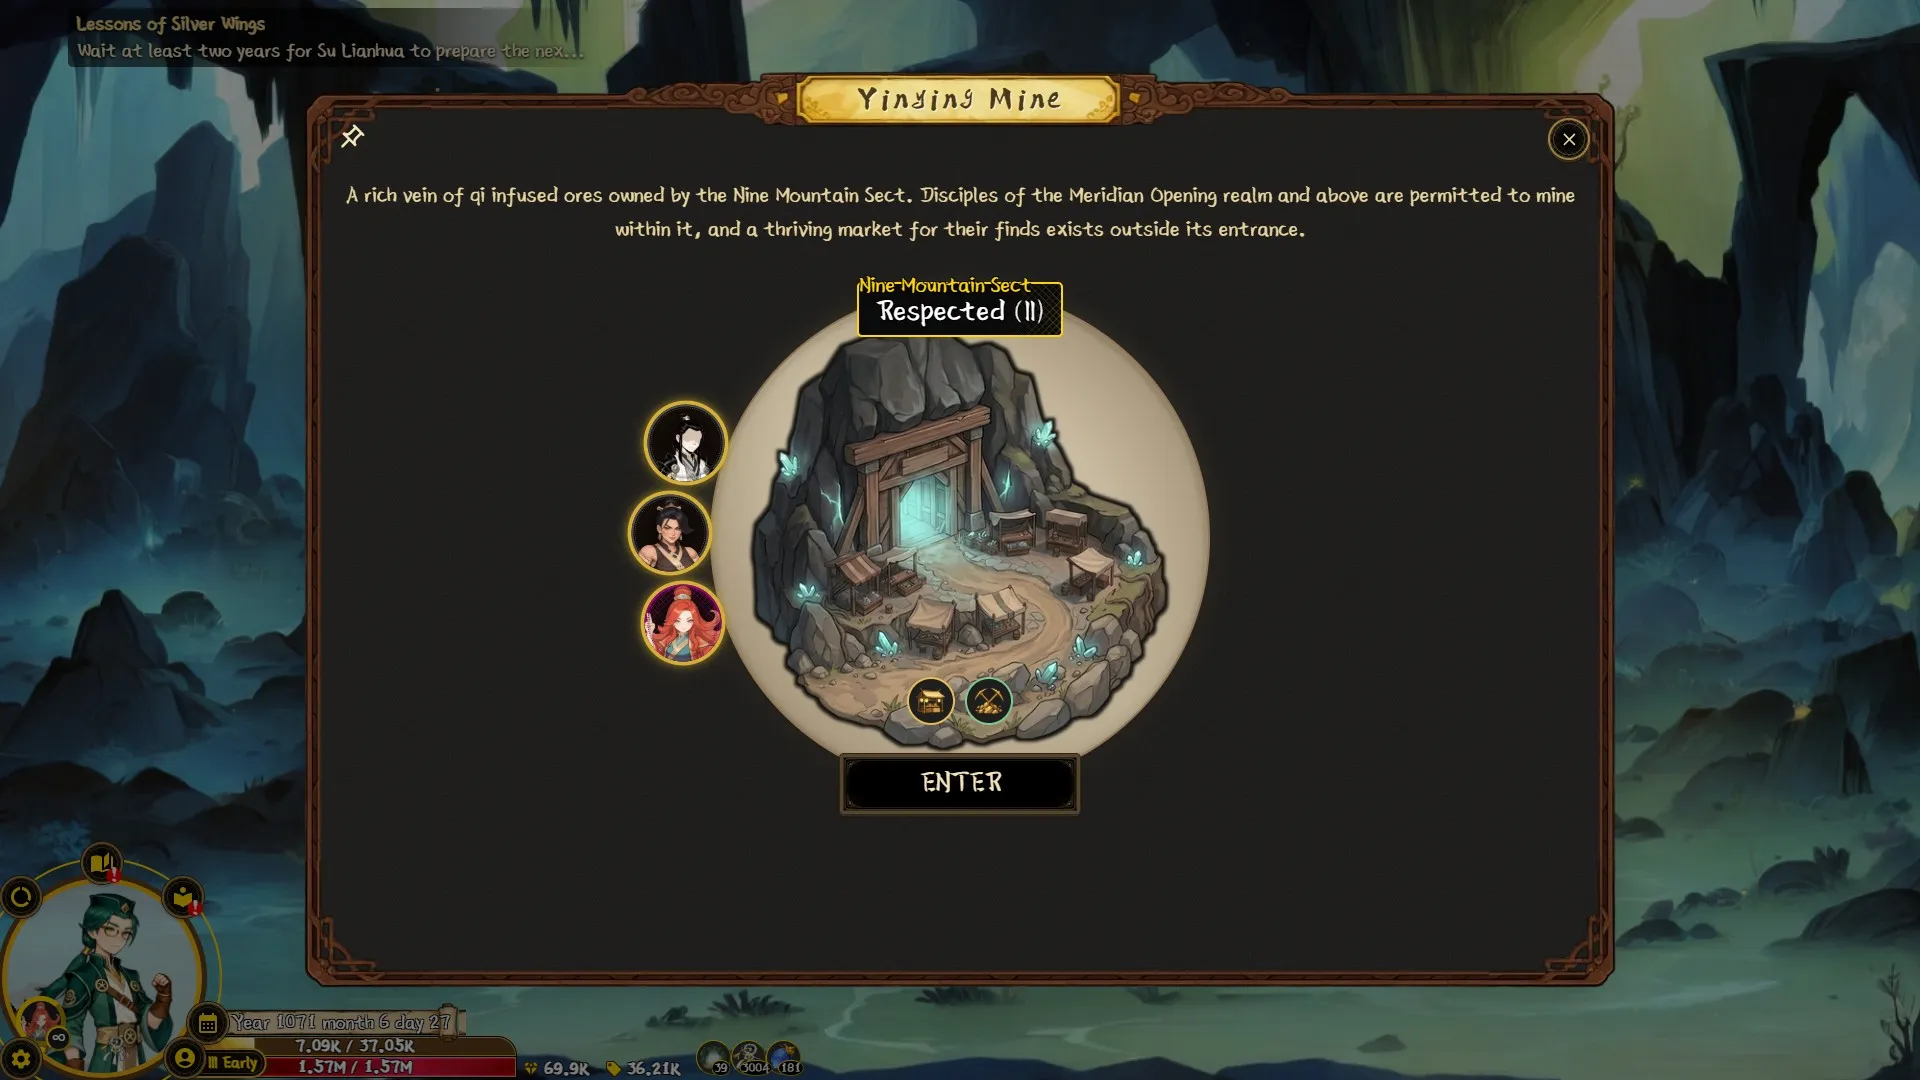 Lessons of Silver Wings
Wait at least two years for Su Lianhua to prepare the nex...
Yinying Mine
A rich vein of qi infused ores owned by the Nine Mountain Sect. Disciples of the Meridian Opening realm and above are permitted to mine
within it, and a thriving market for their finds exists outside its entrance.
Nine Mountain Sect
Respected (II)
ENTER
Year 1071 month 6 day 27
7.09K / 37.05K
III Early
1.57M / 1.57M
69.9K
36.21K
39
3004
181